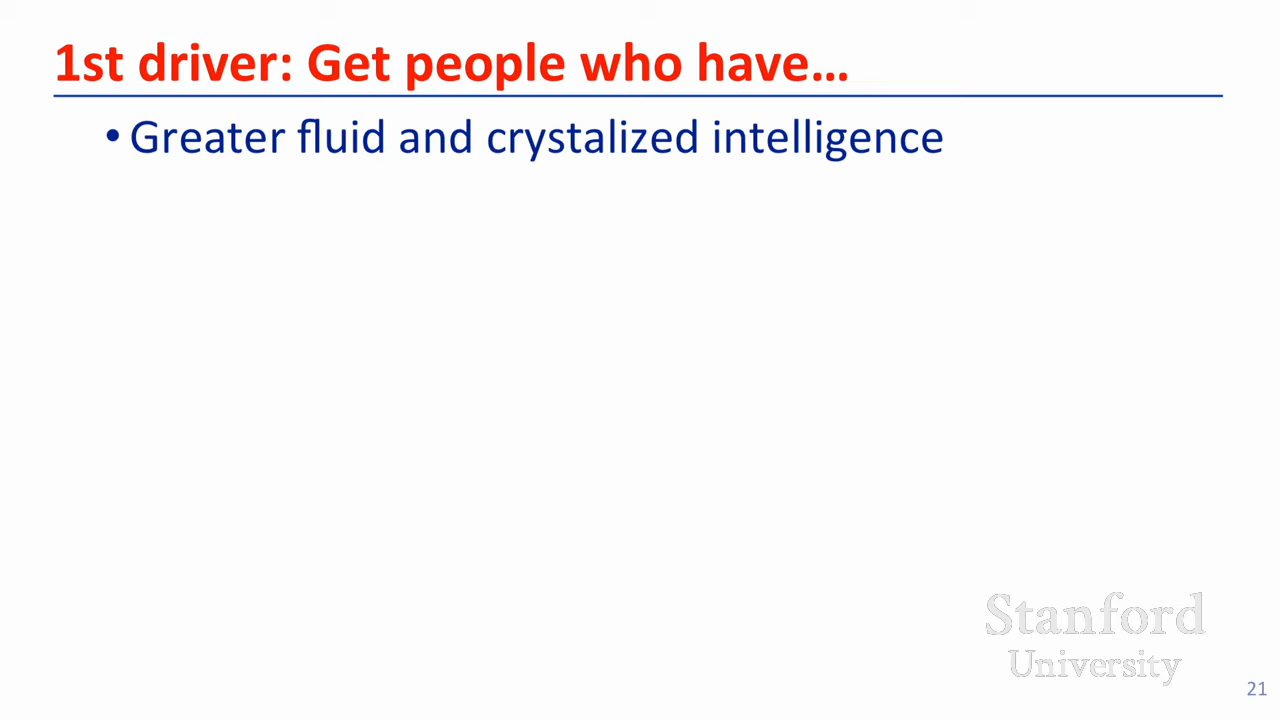 1st driver: Get people who have…
• Greater fluid and crystalized intelligence
Stanford
University
21